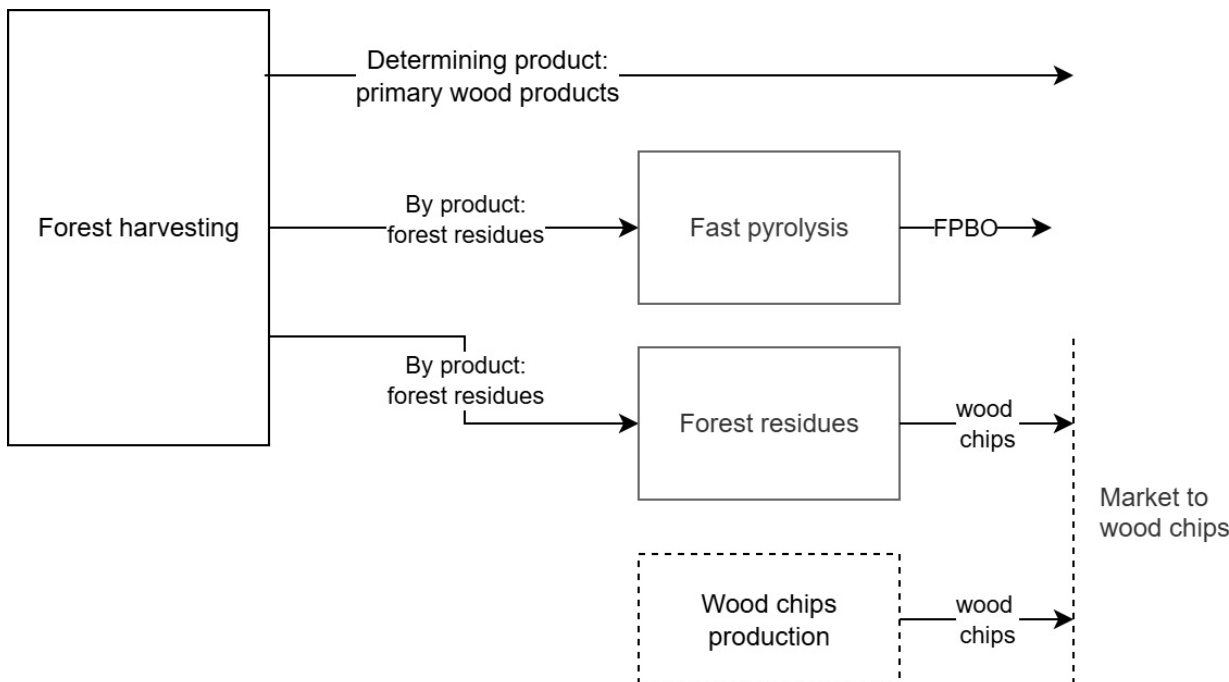 Determining product:
primary wood products
Forest harvesting
By product:
forest residues
Fast pyrolysis
FPBO
By product:
forest residues
Forest residues
wood
chips
Market to
wood chips
Wood chips
production
wood
chips